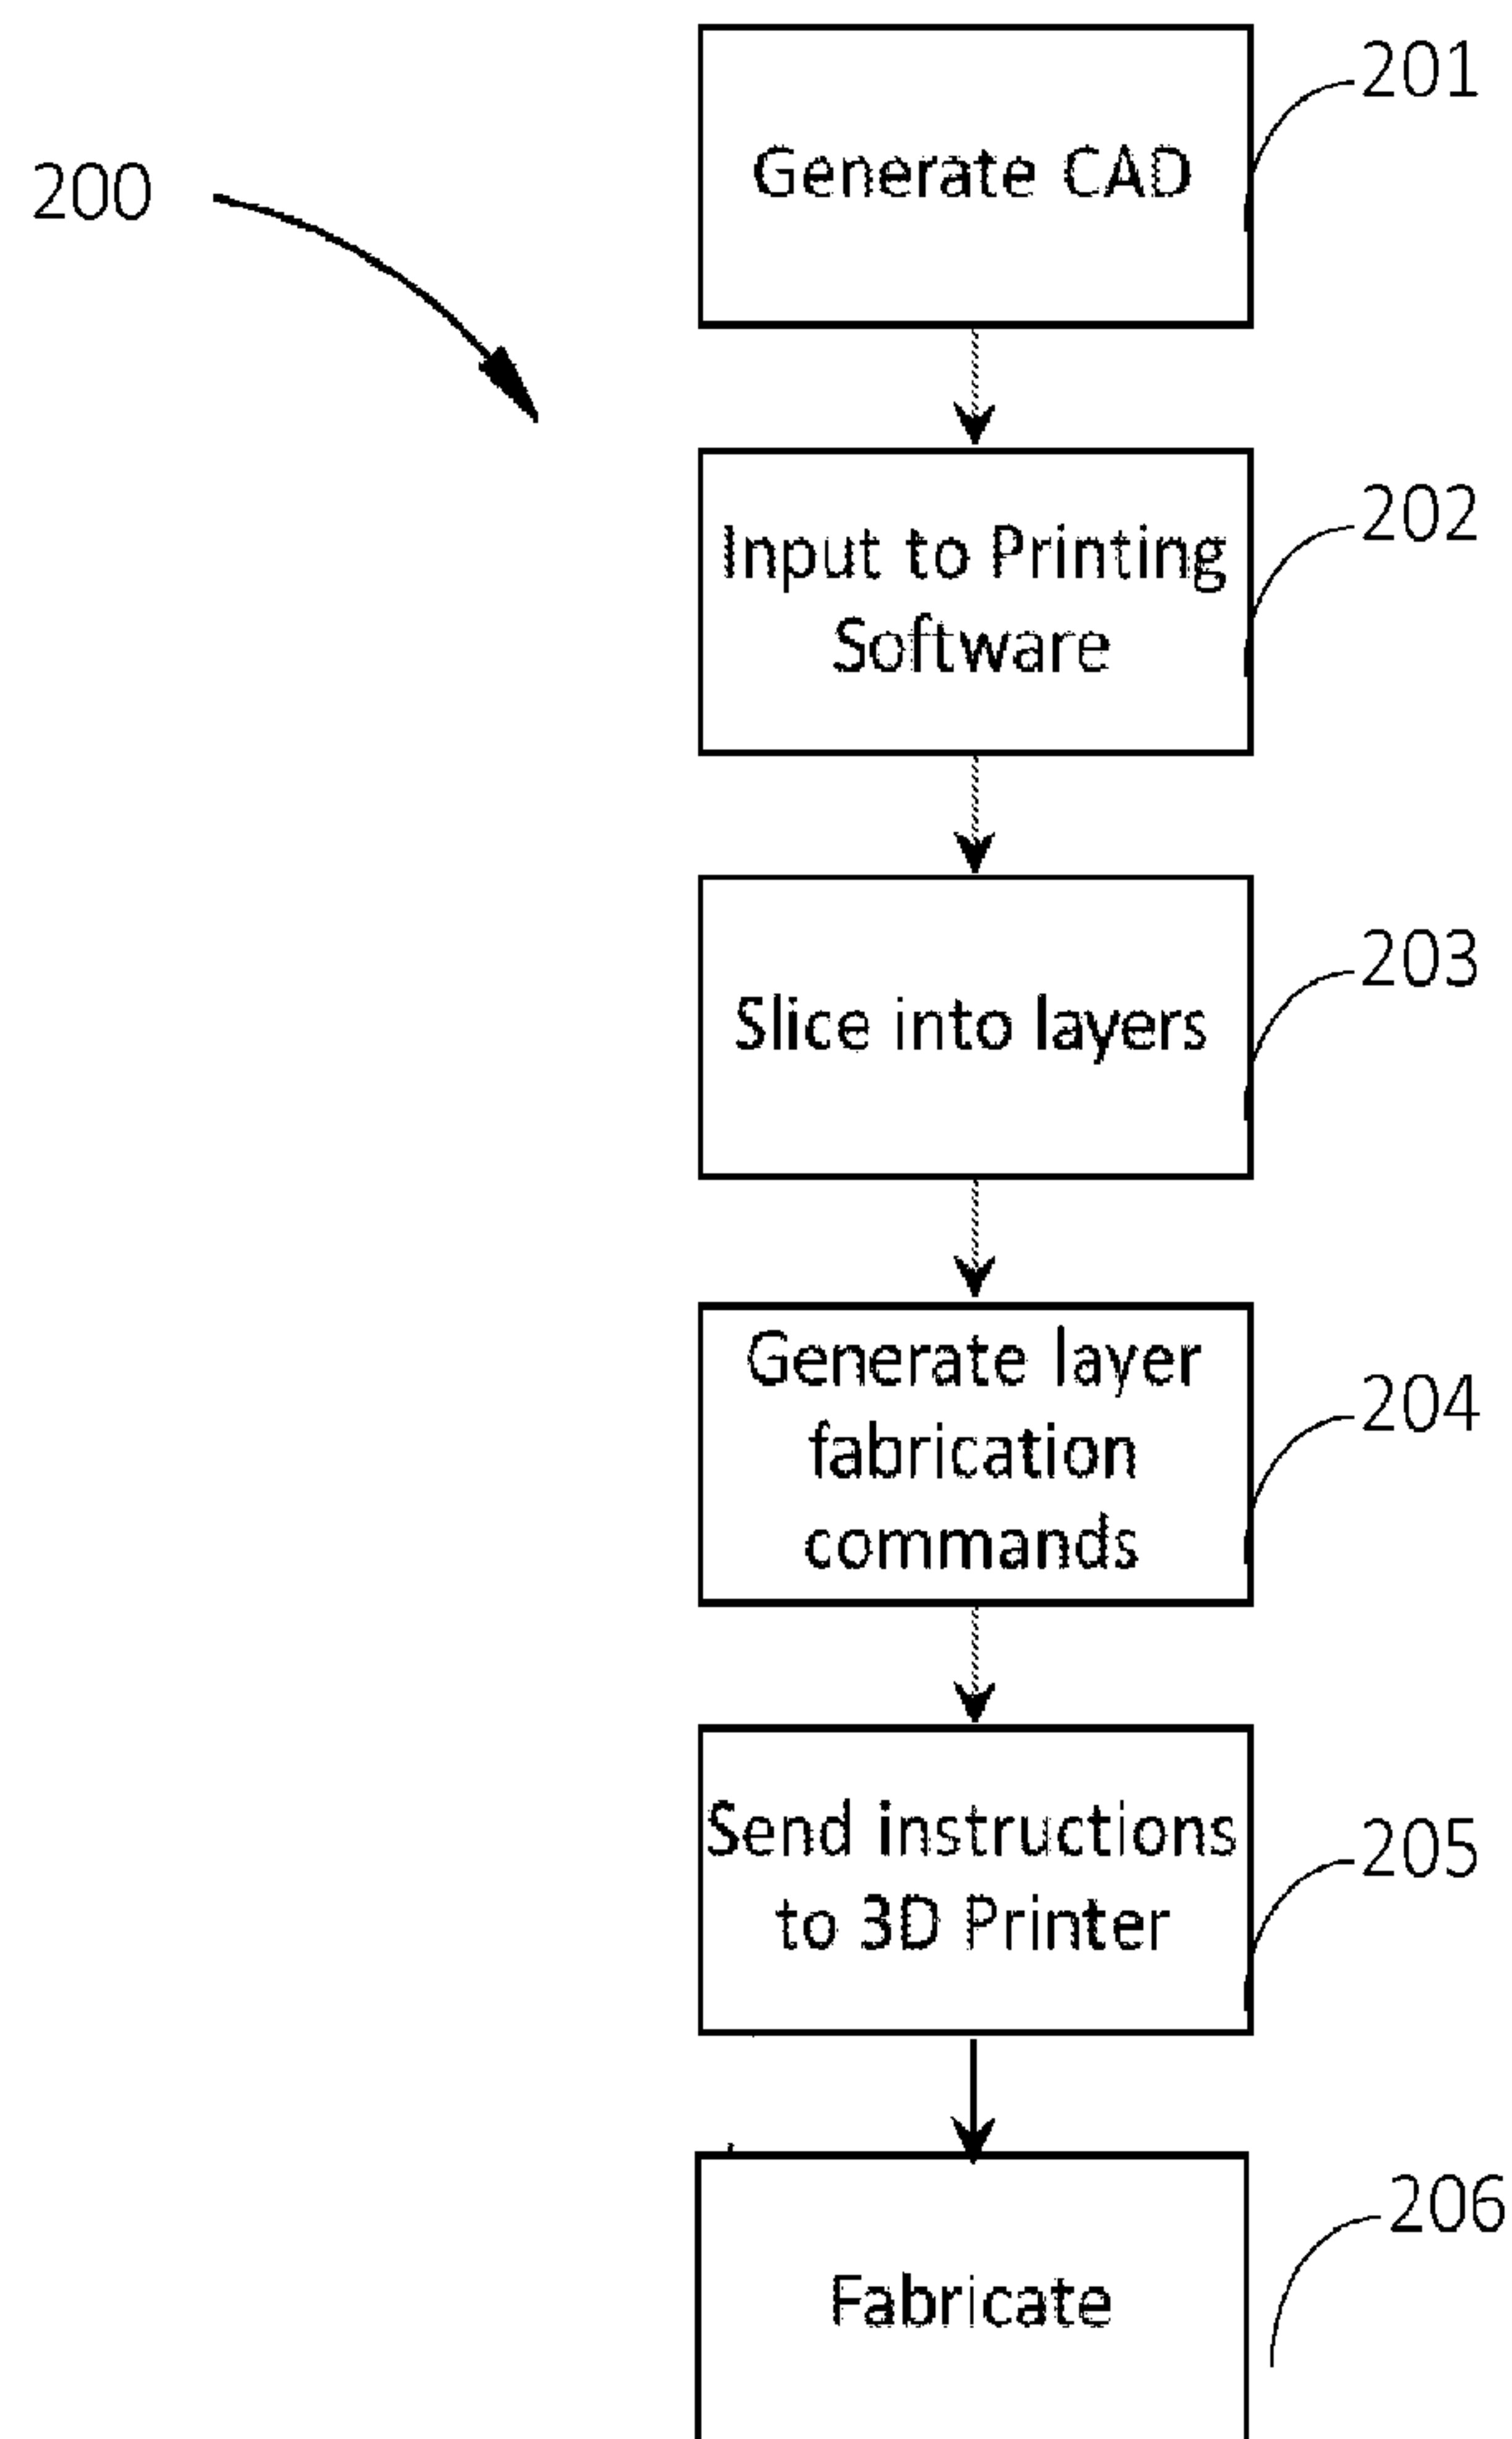 201
Generate CAD
200
202
Input to Printing
Software
203
Slice into layers
204
Generate layer
fabrication
commands
205
Send instructions
to 3D Printer
206
Fabricate